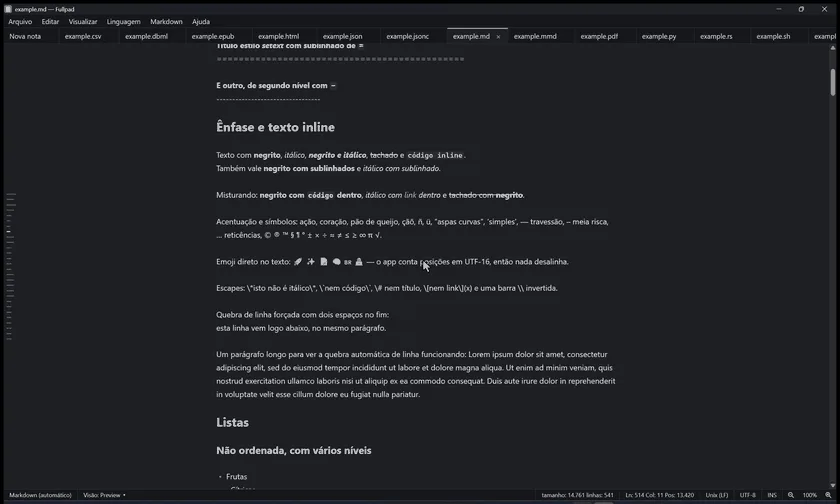 example.md — Fullpad
Arquivo Editar Visualizar Linguagem Markdown Ajuda
Nova nota example.csv example.dbml example.epub example.html example.json example.jsonc example.md × example.mmd example.pdf example.py example.rs example.sh exampl
Título estilo setext com sublinhado de =
===============================================
E outro, de segundo nível com -
---------------------------------
Ênfase e texto inline
Texto com negrito, itálico, negrito e itálico, tachado e código inline.
Também vale negrito com sublinhados e itálico com sublinhado.
Misturando: negrito com código dentro, itálico com link dentro e tachado com negrito.
Acentuação e símbolos: ação, coração, pão de queijo, çãõ, ñ, ü, “aspas curvas”, ‘simples’, — travessão, – meia risca,
… reticências, © ® ™ § ¶ ° ± × ÷ ≈ ≠ ≤ ≥ ∞ π √.
Emoji direto no texto: 🚀 ✨ 📄 🧠 BR — o app conta posições em UTF-16, então nada desalinha.
Escapes: \*isto não é itálico\*, \`nem código\`, \# nem título, \[nem link\](x) e uma barra \\ invertida.
Quebra de linha forçada com dois espaços no fim:
esta linha vem logo abaixo, no mesmo parágrafo.
Um parágrafo longo para ver a quebra automática de linha funcionando: Lorem ipsum dolor sit amet, consectetur
adipiscing elit, sed do eiusmod tempor incididunt ut labore et dolore magna aliqua. Ut enim ad minim veniam, quis
nostrud exercitation ullamco laboris nisi ut aliquip ex ea commodo consequat. Duis aute irure dolor in reprehenderit
in voluptate velit esse cillum dolore eu fugiat nulla pariatur.
Listas
Não ordenada, com vários níveis
• Frutas
Markdown (automático) Visão: Preview tamanho: 14.761 linhas: 541 Ln: 514 Col: 11 Pos: 13.420 Unix (LF) UTF-8 INS 100%